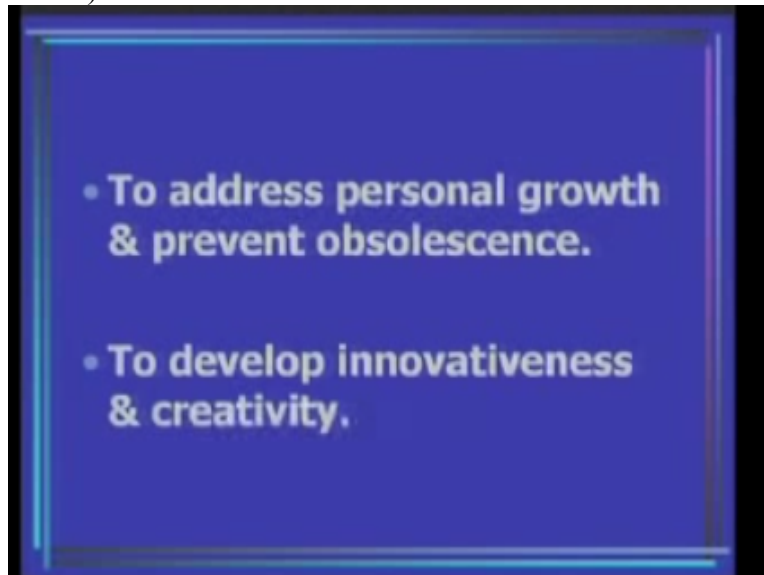 • To address personal growth
& prevent obsolescence.
• To develop innovativeness
& creativity.